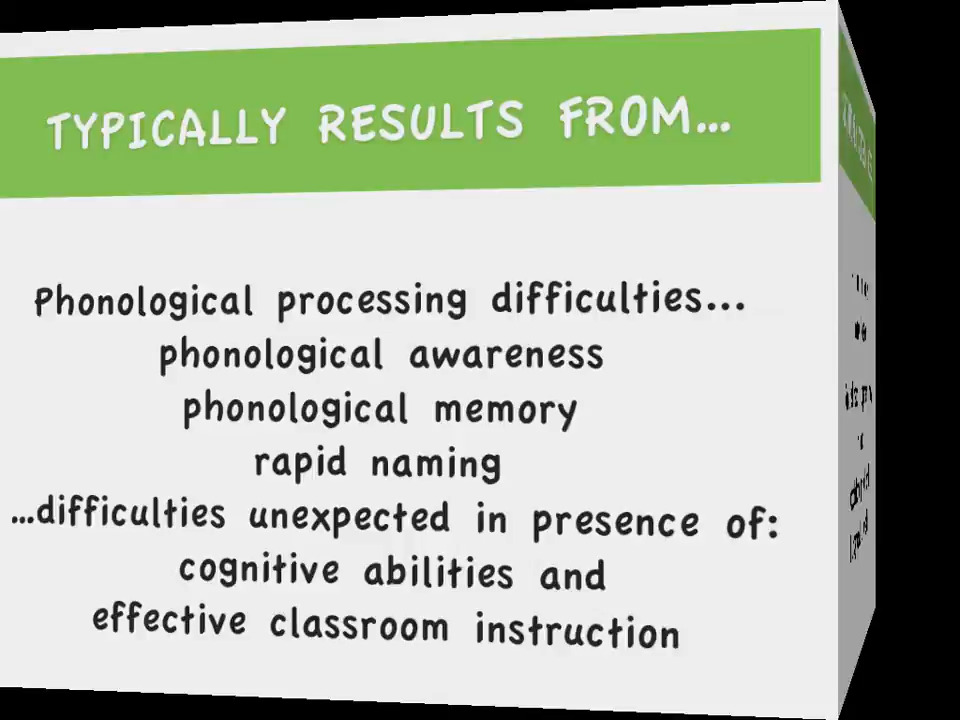 TYPICALLY RESULTS FROM...
Phonological processing difficulties...
phonological awareness
phonological memory
rapid naming
...difficulties unexpected in presence of:
cognitive abilities and
effective classroom instruction